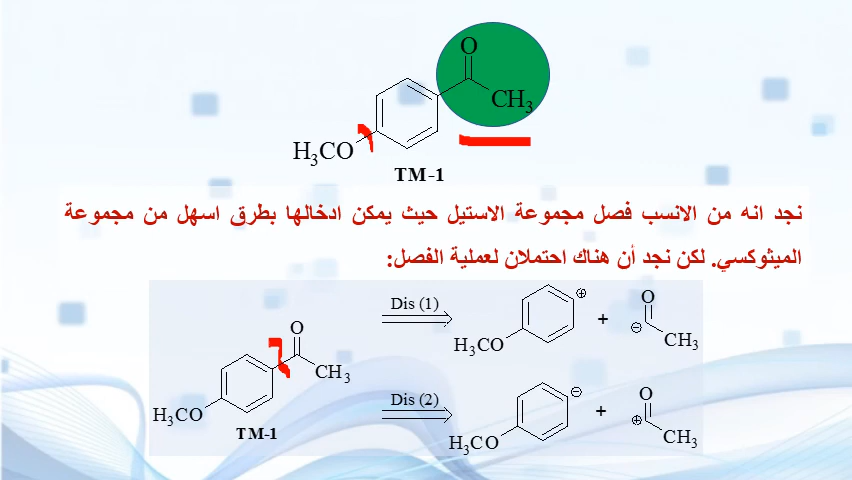 O
CH₃
H₃CO
TM-1
نجد انه من الانسب فصل مجموعة الاستيل حيث يمكن ادخالها بطرق اسهل من مجموعة
الميثوكسي. لكن نجد أن هناك احتملان لعملية الفصل:
O
CH₃
H₃CO
TM-1
Dis (1)
⊕
H₃CO
+
O
⊖
CH₃
Dis (2)
⊖
H₃CO
+
O
⊕
CH₃